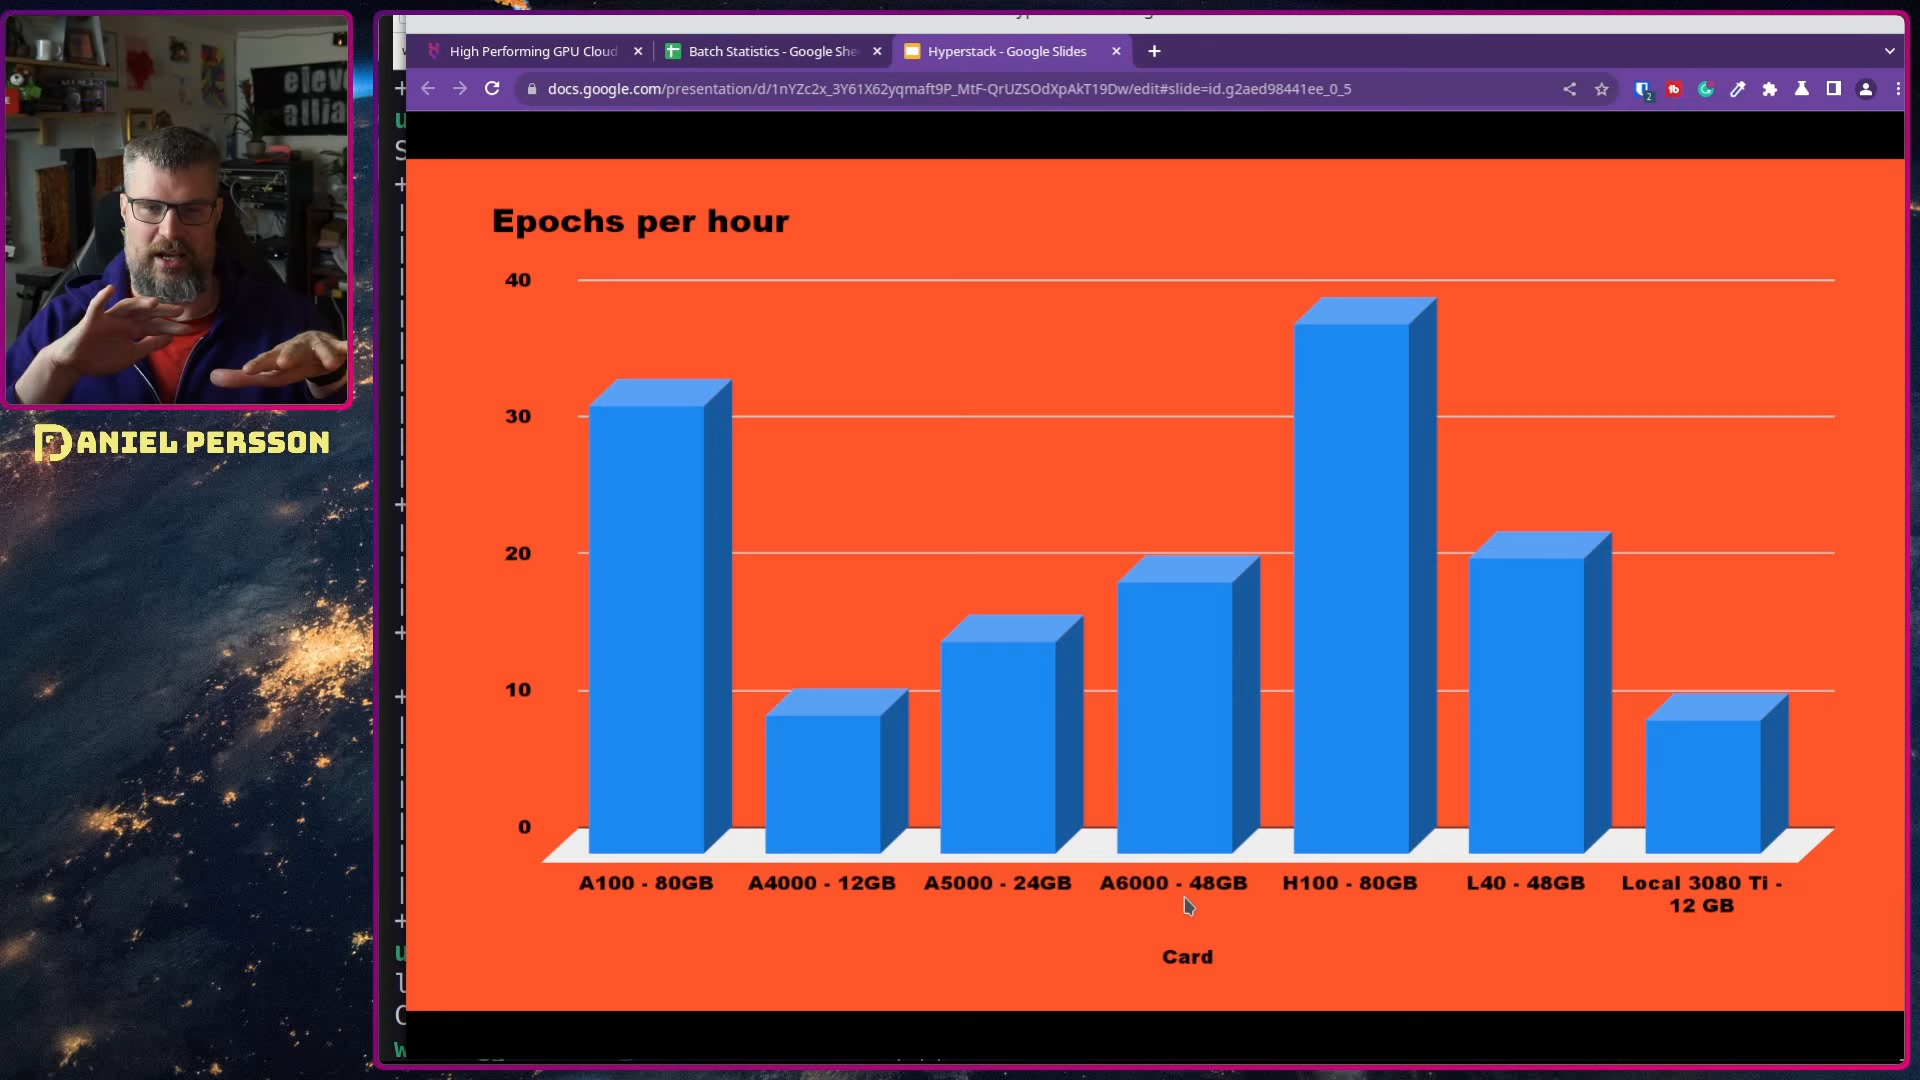 High Performing GPU Cloud
Batch Statistics - Google She
Hyperstack - Google Slides
docs.google.com/presentation/d/1nYZc2x_3Y61X62yqmaft9P_MtF-QrUZSOdXpAkT19Dw/edit#slide=id.g2aed98441ee_0_5
DANIEL PERSSON
Epochs per hour
40
30
20
10
0
A100 - 80GB
A4000 - 12GB
A5000 - 24GB
A6000 - 48GB
H100 - 80GB
L40 - 48GB
Local 3080 Ti -
12 GB
Card